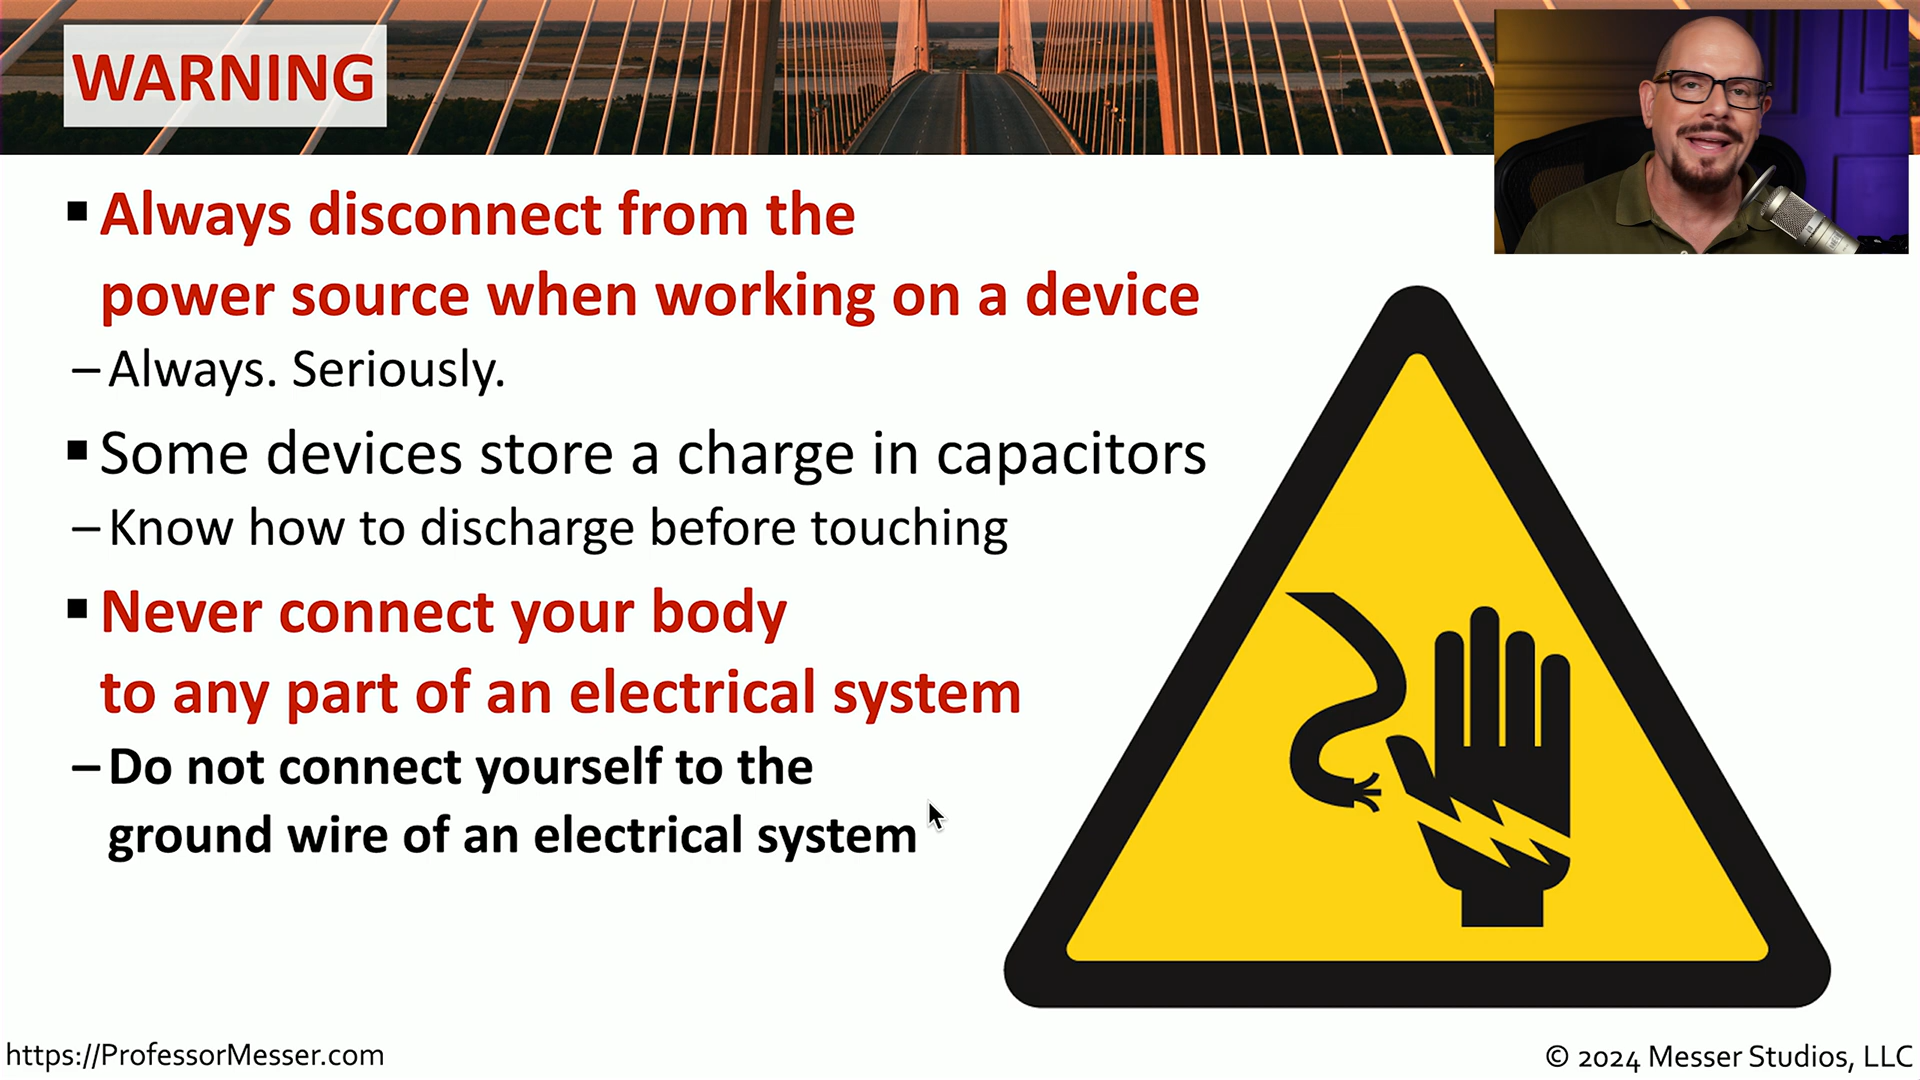 WARNING
▪ Always disconnect from the
power source when working on a device
– Always. Seriously.
▪ Some devices store a charge in capacitors
– Know how to discharge before touching
▪ Never connect your body
to any part of an electrical system
– Do not connect yourself to the
ground wire of an electrical system
https://ProfessorMesser.com
© 2024 Messer Studios, LLC